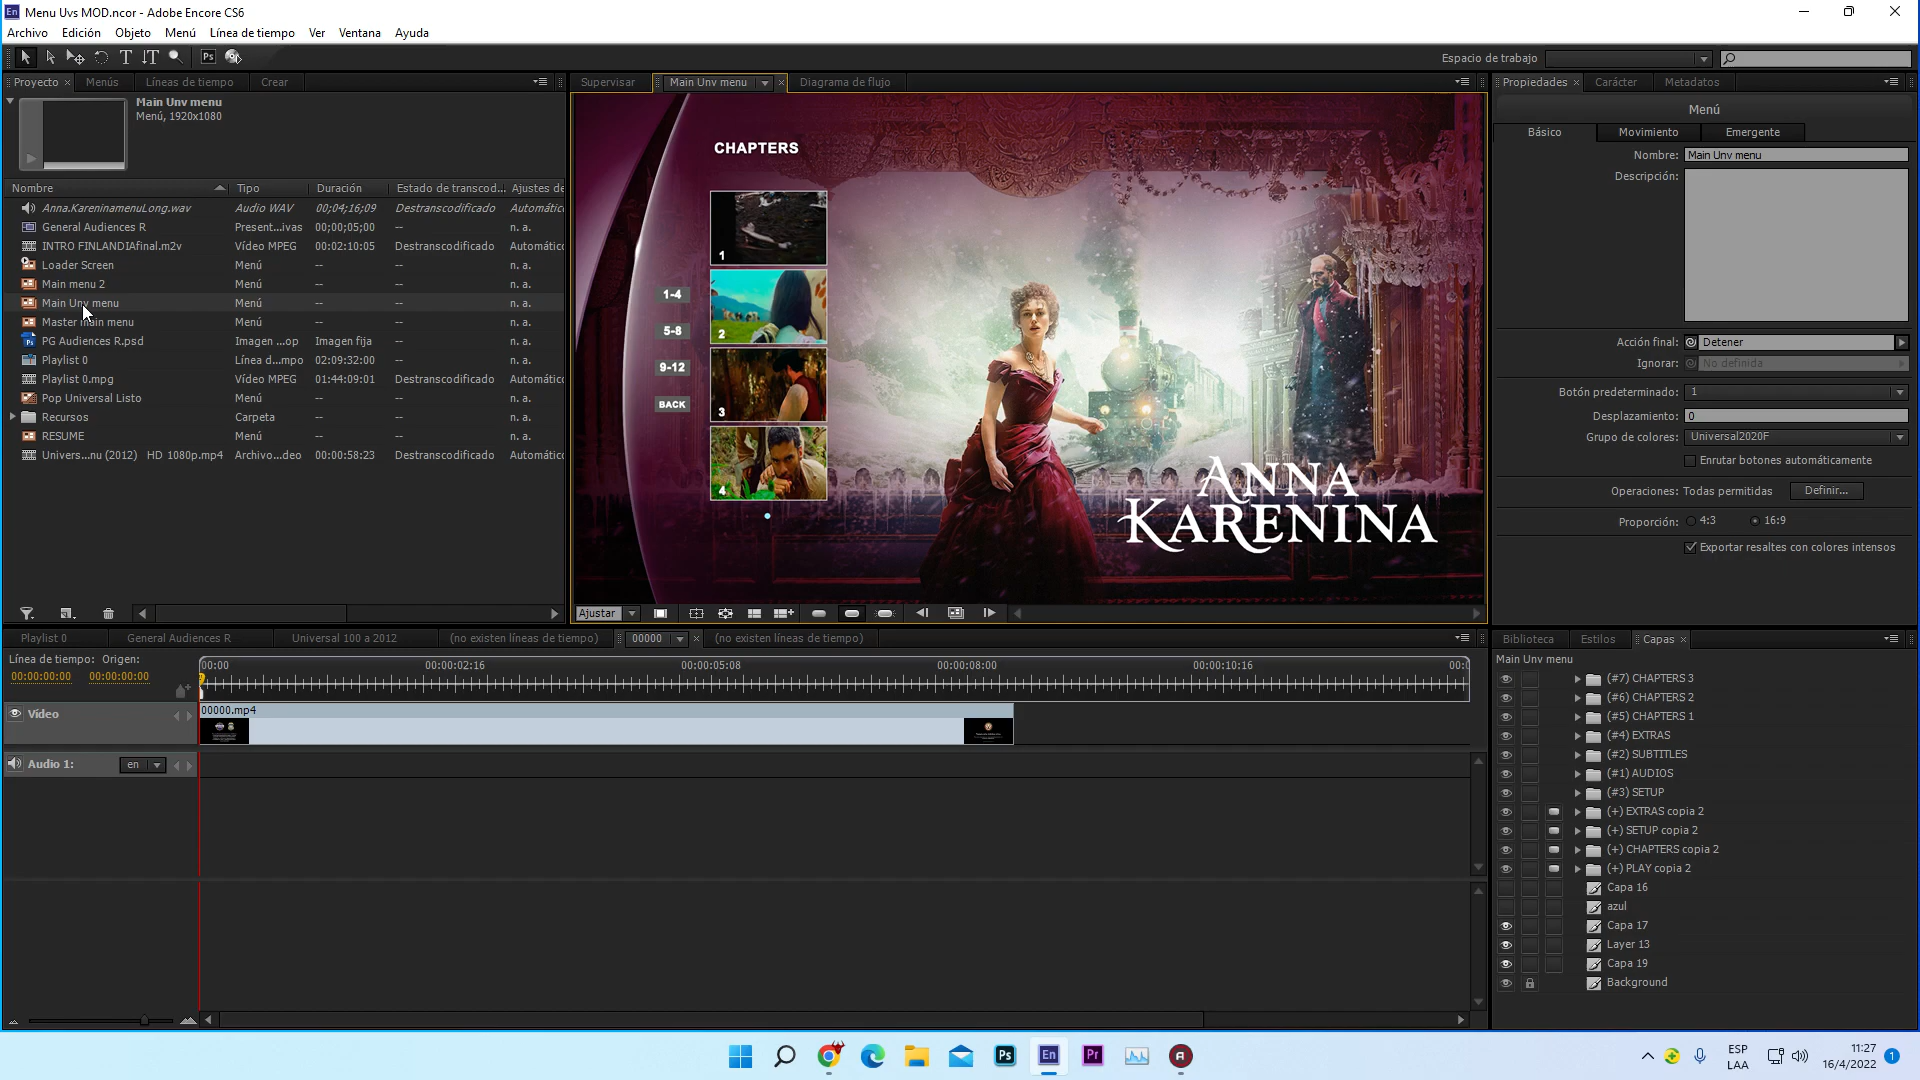 Menu Uvs MOD.ncor - Adobe Encore CS6
Archivo Edición Objeto Menú Línea de tiempo Ver Ventana Ayuda
Espacio de trabajo
Proyecto Menús Líneas de tiempo Crear
Supervisar Main Unv menu Diagrama de flujo
Propiedades Carácter Metadatos
Main Unv menu
Menú, 1920x1080
Nombre Tipo Duración Estado de transcod... Ajustes de
Anna.KareninamenuLong.wav Audio WAV 00;04;16;09 Destranscodificado Automátic
General Audiences R Present...ivas 00;00;05;00 -- n. a.
INTRO FINLANDIAfinal.m2v Vídeo MPEG 00:02:10:05 Destranscodificado Automátic
Loader Screen Menú -- -- n. a.
Main menu 2 Menú -- -- n. a.
Main Unv menu Menú -- -- n. a.
Master main menu Menú -- -- n. a.
PG Audiences R.psd Imagen ...op Imagen fija -- n. a.
Playlist 0 Línea d...mpo 02:09:32:00 -- n. a.
Playlist 0.mpg Vídeo MPEG 01:44:09:01 Destranscodificado Automátic
Pop Universal Listo Menú -- -- n. a.
Recursos Carpeta -- -- n. a.
RESUME Menú -- -- n. a.
Univers...nu (2012) HD 1080p.mp4 Archivo...deo 00:00:58:23 Destranscodificado Automátic
CHAPTERS
1
2
3
4
1-4
5-8
9-12
BACK
ANNA
KARENINA
Ajustar
Menú
Básico Movimiento Emergente
Nombre: Main Unv menu
Descripción:
Acción final: Detener
Ignorar: No definida
Botón predeterminado: 1
Desplazamiento: 0
Grupo de colores: Universal2020F
Enrutar botones automáticamente
Operaciones: Todas permitidas Definir...
Proporción: 4:3 16:9
Exportar resaltes con colores intensos
Playlist 0 General Audiences R Universal 100 a 2012 (no existen líneas de tiempo) 00000 (no existen líneas de tiempo)
Línea de tiempo: Origen:
00:00:00:00 00:00:00:00
00:00 00:00:02:16 00:00:05:08 00:00:08:00 00:00:10:16
Vídeo
00000.mp4
Audio 1: en
Biblioteca Estilos Capas
Main Unv menu
(#7) CHAPTERS 3
(#6) CHAPTERS 2
(#5) CHAPTERS 1
(#4) EXTRAS
(#2) SUBTITLES
(#1) AUDIOS
(#3) SETUP
(+) EXTRAS copia 2
(+) SETUP copia 2
(+) CHAPTERS copia 2
(+) PLAY copia 2
Capa 16
azul
Capa 17
Layer 13
Capa 19
Background
ESP
LAA
11:27
16/4/2022
1